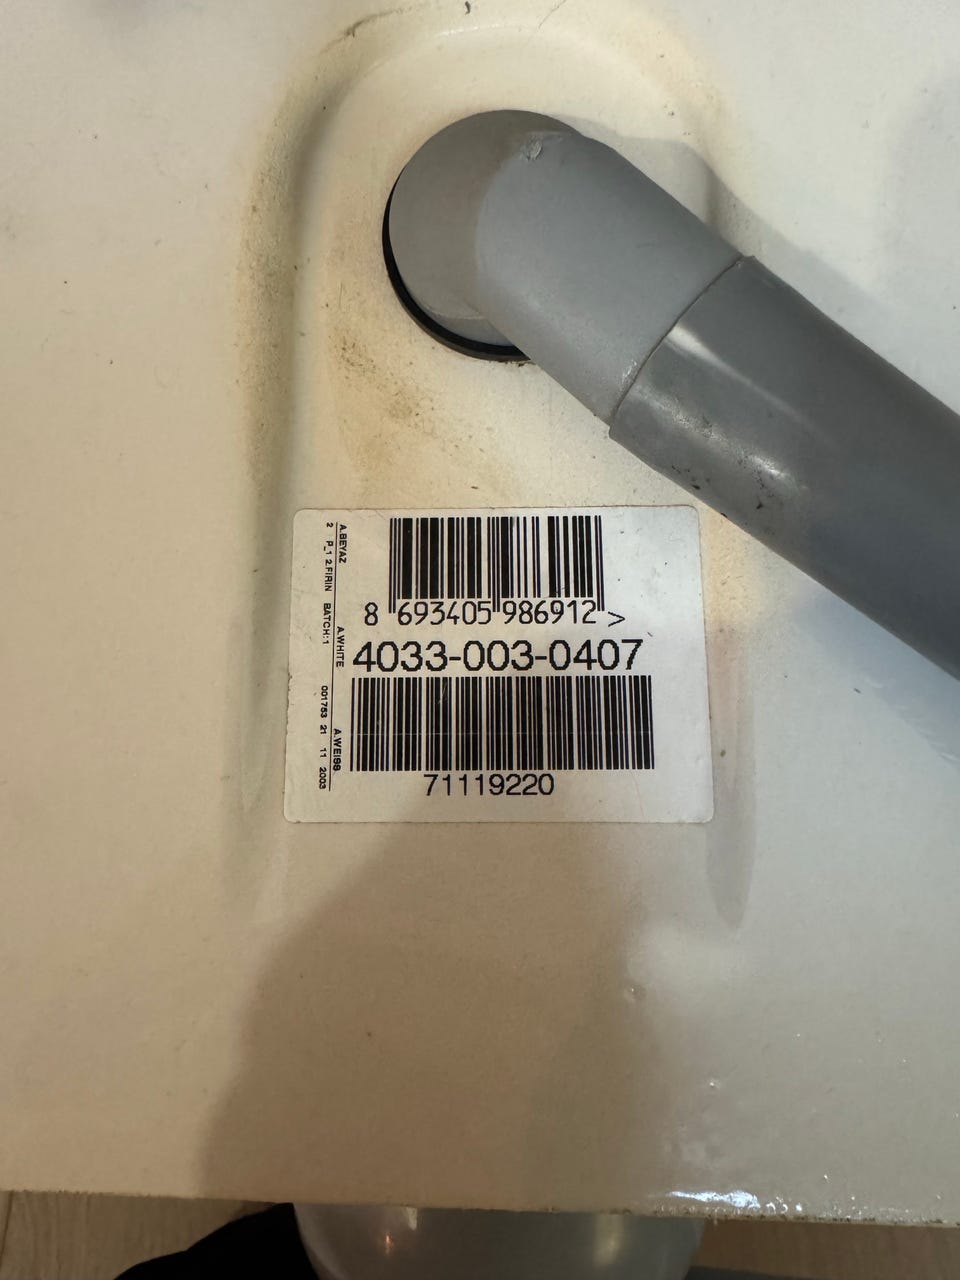 8 693405 986912 >
4033-003-0407
71119220
A.BEYAZ A.WHITE A.WEISS
2 P_1 2.FIRIN BATCH:1 001753 21 11 2003